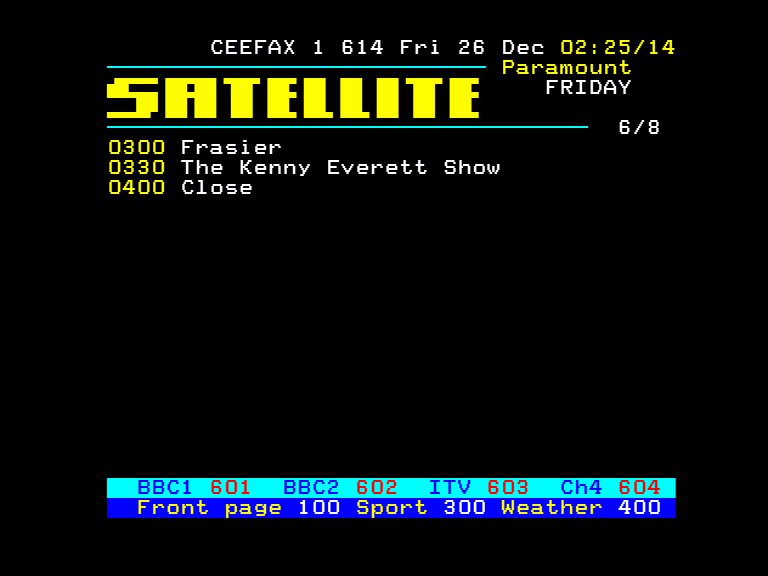 CEEFAX 1 614 Fri 26 Dec 02:25/14
Paramount
SATELLITE
FRIDAY
6/8
0300 Frasier
0330 The Kenny Everett Show
0400 Close
BBC1 601 BBC2 602 ITV 603 Ch4 604
Front page 100 Sport 300 Weather 400